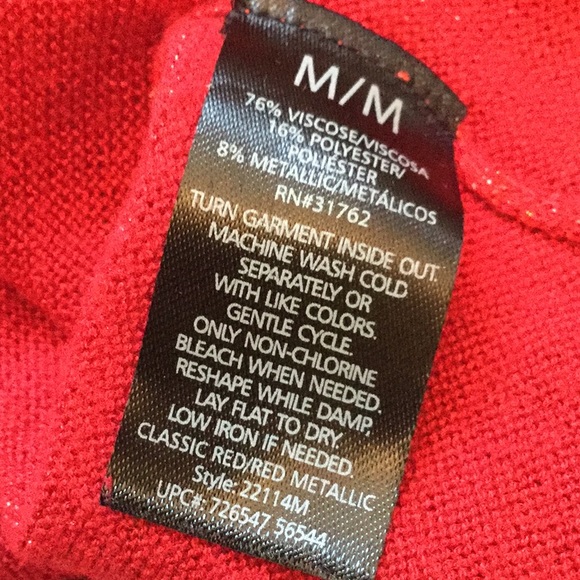 M/M
76% VISCOSE/VISCOSA
16% POLYESTER/
POLIÉSTER
8% METALLIC/METÁLICOS
RN#31762
TURN GARMENT INSIDE OUT.
MACHINE WASH COLD
SEPARATELY OR
WITH LIKE COLORS.
GENTLE CYCLE.
ONLY NON-CHLORINE
BLEACH WHEN NEEDED.
RESHAPE WHILE DAMP,
LAY FLAT TO DRY.
LOW IRON IF NEEDED.
CLASSIC RED/RED METALLIC
Style: 22114M
UPC#: 726547 56544